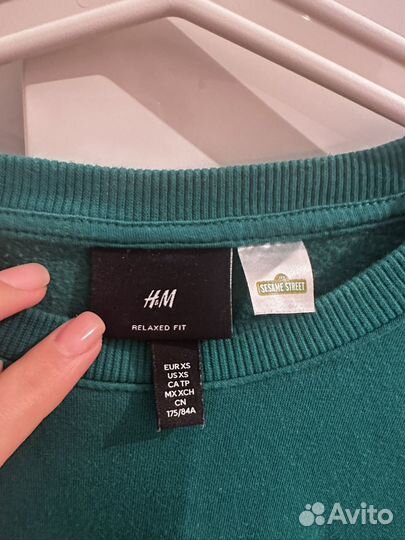 H&M
RELAXED FIT
SESAME STREET
EUR XS
US XS
CA TP
MX XCH
CN
175/84A
Avito